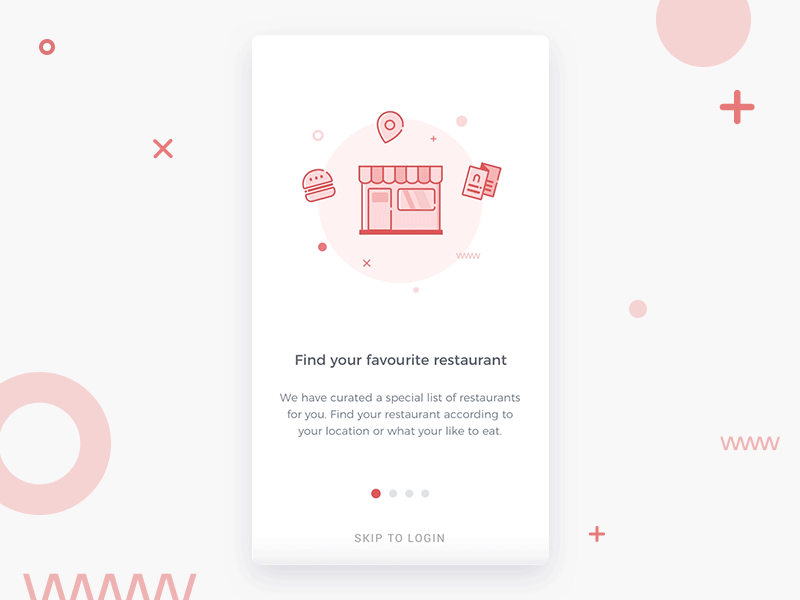 Find your favourite restaurant
We have curated a special list of restaurants
for you. Find your restaurant according to
your location or what your like to eat.
SKIP TO LOGIN